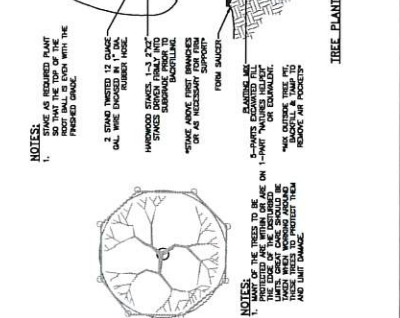 NOTES:
1. STAKE AS REQUIRED PLANT
SO THAT THE TOP OF THE
ROOT BALL IS EVEN WITH THE
FINISHED GRADE.
2 STAND TWISTED 12 GUAGE
GAL. WIRE ENCASED IN 1" DIA.
RUBBER HOSE.
HARDWOOD STAKES, 1-3 2"X2"
STAKES DRIVEN FIRMLY INTO
SUBGRADE PRIOR TO
BACKFILLING.
*STAKE ABOVE FIRST BRANCHES
OR AS NECESSARY FOR FIRM
SUPPORT*
FORM SAUCER
PLANTING MIX
5-PARTS EXCAVATED FILL
1-PART "NATURES HELPER"
OR EQUIVALENT.
*MIX OUTSIDE TREE PIT,
BACKFILL & TAMP TO
REMOVE AIR POCKETS*
TREE PLANT
NOTES:
1. MANY OF THE TREES TO BE
PROTECTED ARE WITHIN OR ARE ON
THE EDGE OF THE DISTURBED
LIMITS. GREAT CARE SHOULD BE
TAKEN WHEN WORKING AROUND
THESE TREES TO PROTECT THEM
AND LIMIT DAMAGE.